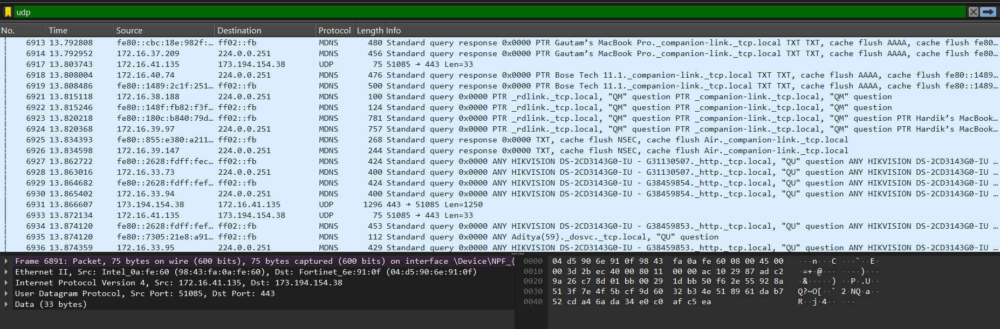 udp
No. Time Source Destination Protocol Length Info
6913 13.792808 fe80::cbc:18e:982f:… ff02::fb MDNS 480 Standard query response 0x0000 PTR Gautam’s MacBook Pro._companion-link._tcp.local TXT TXT, cache flush AAAA, cache flush fe80…
6914 13.792952 172.16.37.209 224.0.0.251 MDNS 456 Standard query response 0x0000 PTR Gautam’s MacBook Pro._companion-link._tcp.local TXT TXT, cache flush AAAA, cache flush fe80…
6917 13.803743 172.16.41.135 173.194.154.38 UDP 75 51085 → 443 Len=33
6918 13.808004 172.16.40.74 224.0.0.251 MDNS 476 Standard query response 0x0000 PTR Bose Tech 11.1._companion-link._tcp.local TXT TXT, cache flush AAAA, cache flush fe80::1489…
6919 13.808486 fe80::1489:2c1f:251… ff02::fb MDNS 500 Standard query response 0x0000 PTR Bose Tech 11.1._companion-link._tcp.local TXT TXT, cache flush AAAA, cache flush fe80::1489…
6921 13.815118 172.16.38.188 224.0.0.251 MDNS 100 Standard query 0x0000 PTR _rdlink._tcp.local, "QM" question PTR _companion-link._tcp.local, "QM" question
6922 13.815246 fe80::148f:fb82:f3f… ff02::fb MDNS 124 Standard query 0x0000 PTR _rdlink._tcp.local, "QM" question PTR _companion-link._tcp.local, "QM" question
6923 13.820218 fe80::180c:b840:79d… ff02::fb MDNS 781 Standard query 0x0000 PTR _rdlink._tcp.local, "QM" question PTR _companion-link._tcp.local, "QM" question PTR Hardik’s MacBook…
6924 13.820368 172.16.39.97 224.0.0.251 MDNS 757 Standard query 0x0000 PTR _rdlink._tcp.local, "QM" question PTR _companion-link._tcp.local, "QM" question PTR Hardik’s MacBook…
6925 13.834393 fe80::855:e380:a211… ff02::fb MDNS 268 Standard query response 0x0000 TXT, cache flush NSEC, cache flush Air._companion-link._tcp.local
6926 13.834598 172.16.39.147 224.0.0.251 MDNS 244 Standard query response 0x0000 TXT, cache flush NSEC, cache flush Air._companion-link._tcp.local
6927 13.862722 fe80::2628:fdff:fec… ff02::fb MDNS 424 Standard query 0x0000 ANY HIKVISION DS-2CD3143G0-IU - G31130507._http._tcp.local, "QU" question ANY HIKVISION DS-2CD3143G0-IU …
6928 13.863016 172.16.33.73 224.0.0.251 MDNS 400 Standard query 0x0000 ANY HIKVISION DS-2CD3143G0-IU - G31130507._http._tcp.local, "QU" question ANY HIKVISION DS-2CD3143G0-IU …
6929 13.864682 fe80::2628:fdff:fef… ff02::fb MDNS 424 Standard query 0x0000 ANY HIKVISION DS-2CD3143G0-IU - G38459854._http._tcp.local, "QU" question ANY HIKVISION DS-2CD3143G0-IU …
6930 13.865402 172.16.33.94 224.0.0.251 MDNS 400 Standard query 0x0000 ANY HIKVISION DS-2CD3143G0-IU - G38459854._http._tcp.local, "QU" question ANY HIKVISION DS-2CD3143G0-IU …
6931 13.866607 173.194.154.38 172.16.41.135 UDP 1296 443 → 51085 Len=1250
6933 13.872134 172.16.41.135 173.194.154.38 UDP 75 51085 → 443 Len=33
6934 13.874120 fe80::2628:fdff:fef… ff02::fb MDNS 453 Standard query 0x0000 ANY HIKVISION DS-2CD3143G0-IU - G38459853._http._tcp.local, "QU" question ANY HIKVISION DS-2CD3143G0-IU …
6935 13.874120 fe80::7305:21e8:a91… ff02::fb MDNS 112 Standard query 0x0000 ANY Aditya(59)._dosvc._tcp.local, "QU" question
6936 13.874359 172.16.33.95 224.0.0.251 MDNS 429 Standard query 0x0000 ANY HIKVISION DS-2CD3143G0-IU - G38459853._http._tcp.local, "QU" question ANY HIKVISION DS-2CD3143G0-IU …
Frame 6891: Packet, 75 bytes on wire (600 bits), 75 bytes captured (600 bits) on interface \Device\NPF_{
Ethernet II, Src: Intel_0a:fe:60 (98:43:fa:0a:fe:60), Dst: Fortinet_6e:91:0f (04:d5:90:6e:91:0f)
Internet Protocol Version 4, Src: 172.16.41.135, Dst: 173.194.154.38
User Datagram Protocol, Src Port: 51085, Dst Port: 443
Data (33 bytes)
0000 04 d5 90 6e 91 0f 98 43 fa 0a fe 60 08 00 45 00 ···n···C ···`··E·
0010 00 3d 2b ec 40 00 80 11 00 00 ac 10 29 87 ad c2 ·=+·@··· ····)···
0020 9a 26 c7 8d 01 bb 00 29 1d bb 50 f6 2e 55 92 8a ·&·····) ··P·.U··
0030 51 3f 7e 4f 5b cf 9d 60 32 b3 4e 51 89 61 da b7 Q?~O[··` 2·NQ·a··
0040 52 cd a4 6a da 34 e0 c0 af c5 ea R··j·4·· ···